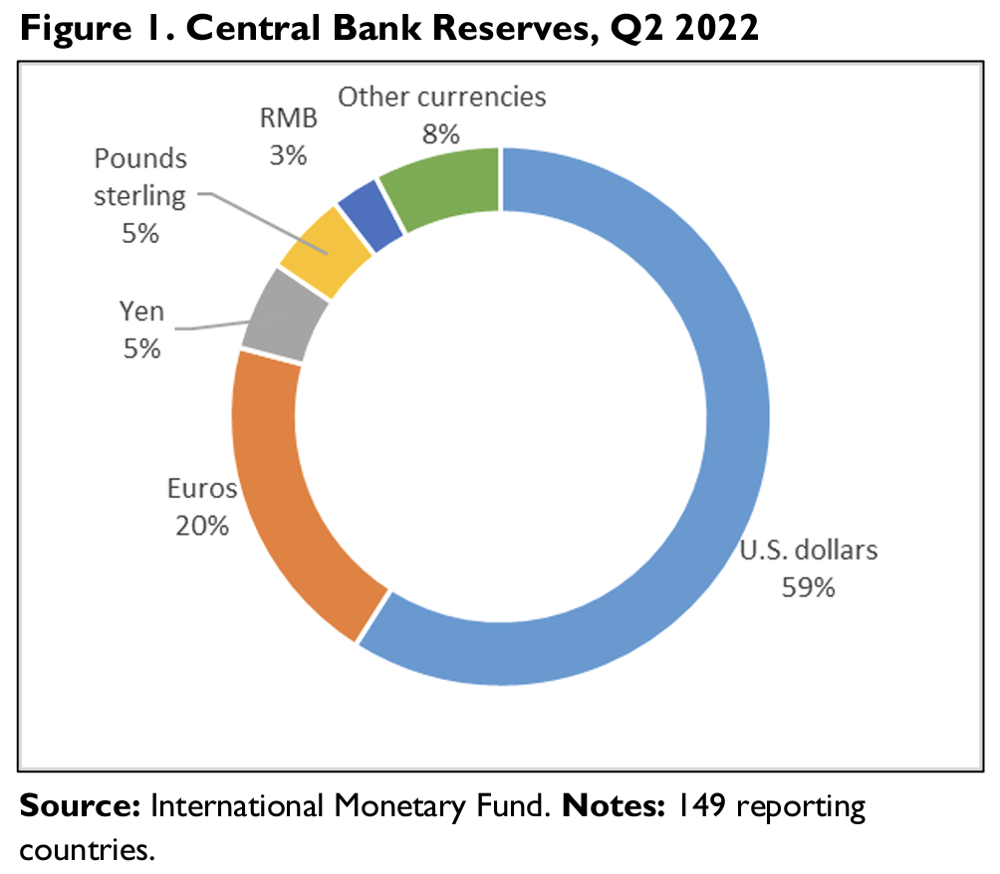 Figure 1. Central Bank Reserves, Q2 2022
Other currencies
8%
RMB
3%
Pounds
sterling
5%
Yen
5%
Euros
20%
U.S. dollars
59%
Source: International Monetary Fund. Notes: 149 reporting
countries.